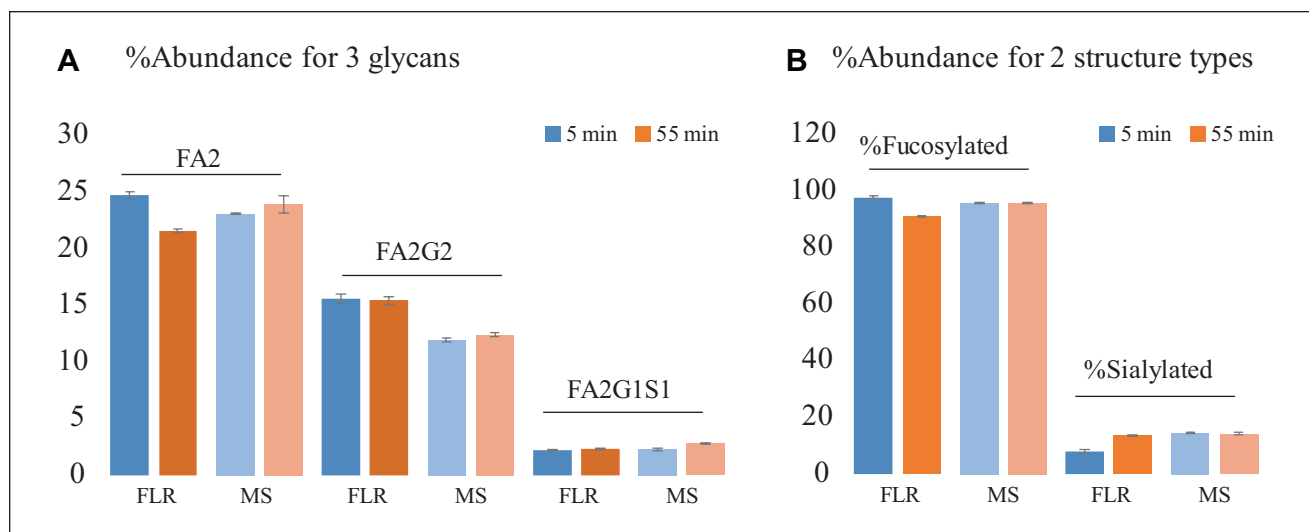 A %Abundance for 3 glycans
5 min 55 min
30
25
20
15
10
5
0
FA2
FA2G2
FA2G1S1
FLR MS FLR MS FLR MS
B %Abundance for 2 structure types
5 min 55 min
120
100
80
60
40
20
0
%Fucosylated
%Sialylated
FLR MS FLR MS